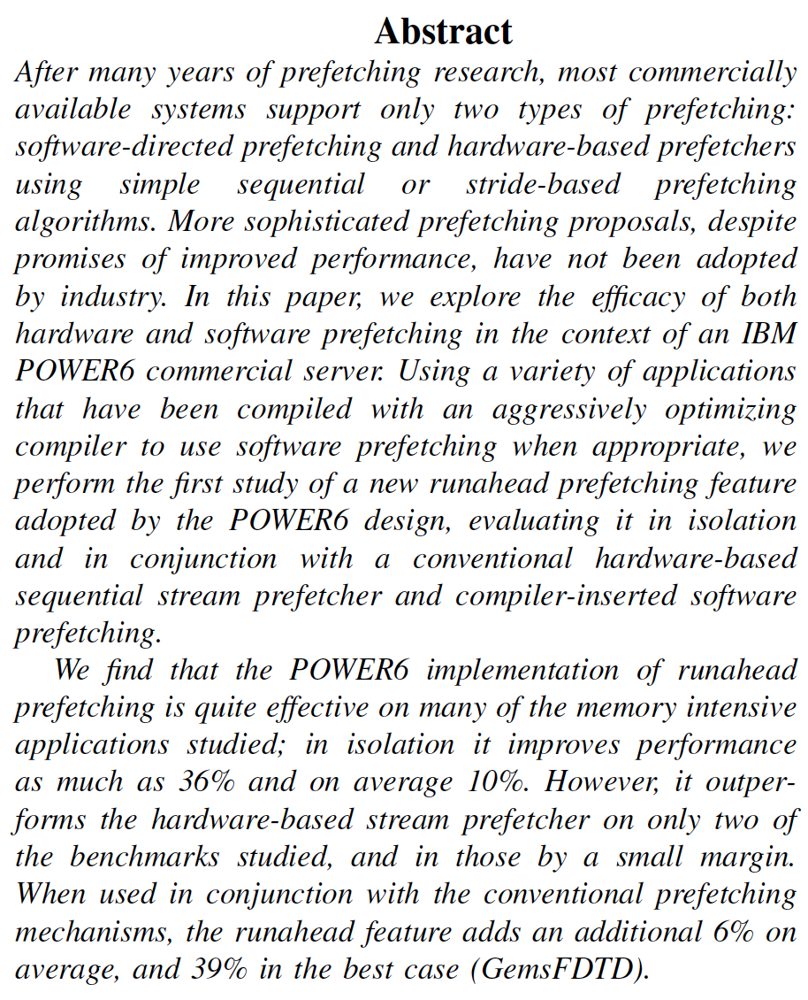 Abstract
After many years of prefetching research, most commercially
available systems support only two types of prefetching:
software-directed prefetching and hardware-based prefetchers
using simple sequential or stride-based prefetching
algorithms. More sophisticated prefetching proposals, despite
promises of improved performance, have not been adopted
by industry. In this paper, we explore the efficacy of both
hardware and software prefetching in the context of an IBM
POWER6 commercial server. Using a variety of applications
that have been compiled with an aggressively optimizing
compiler to use software prefetching when appropriate, we
perform the first study of a new runahead prefetching feature
adopted by the POWER6 design, evaluating it in isolation
and in conjunction with a conventional hardware-based
sequential stream prefetcher and compiler-inserted software
prefetching.
We find that the POWER6 implementation of runahead
prefetching is quite effective on many of the memory intensive
applications studied; in isolation it improves performance
as much as 36% and on average 10%. However, it outper-
forms the hardware-based stream prefetcher on only two of
the benchmarks studied, and in those by a small margin.
When used in conjunction with the conventional prefetching
mechanisms, the runahead feature adds an additional 6% on
average, and 39% in the best case (GemsFDTD).